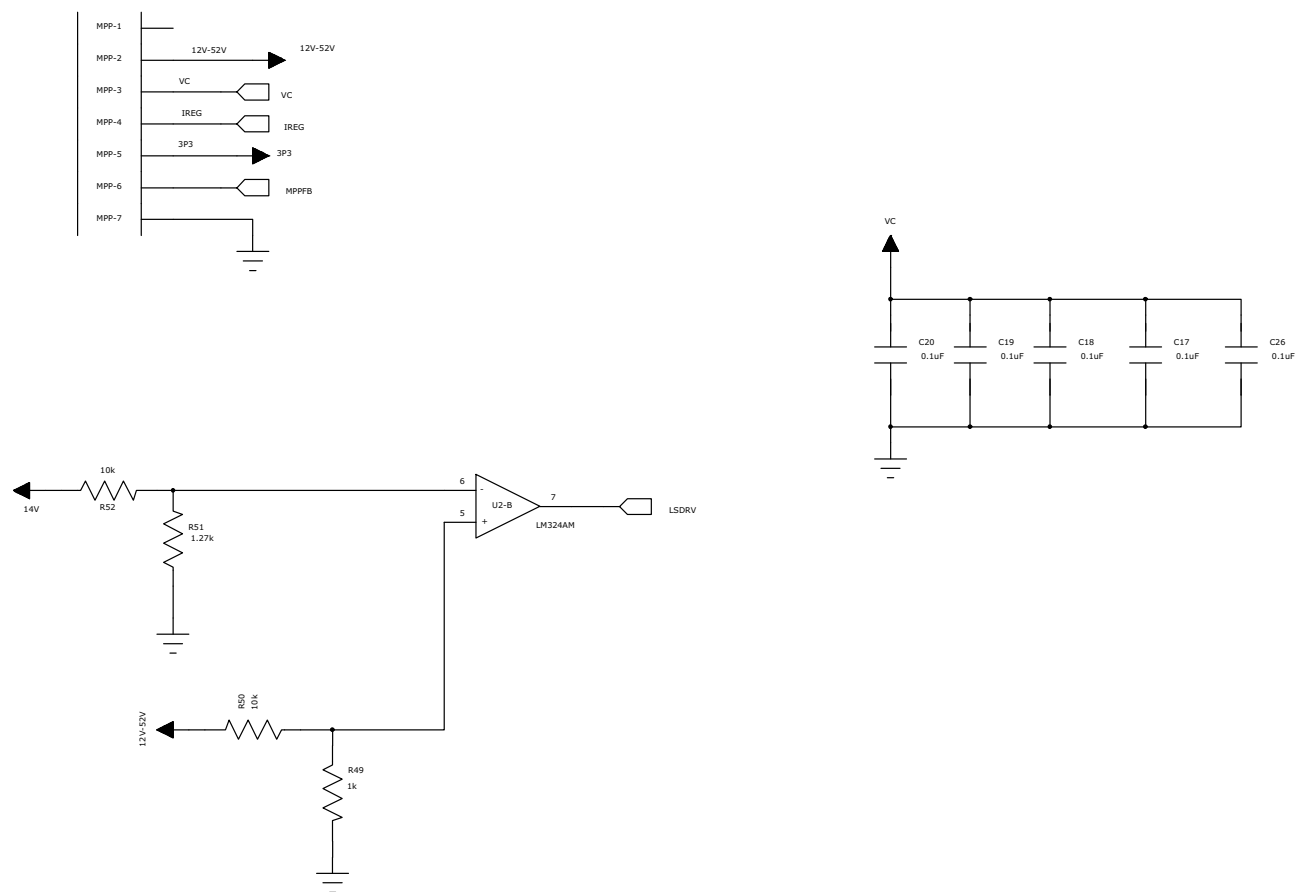 MPP-1
MPP-2
12V-52V
12V-52V
MPP-3
VC
VC
MPP-4
IREG
IREG
MPP-5
3P3
3P3
MPP-6
MPPFB
MPP-7
VC
C20
0.1uF
C19
0.1uF
C18
0.1uF
C17
0.1uF
C26
0.1uF
10k
R52
14V
R51
1.27k
6
-
5
+
U2-B
7
LM324AM
LSDRV
12V-52V
R50
10k
R49
1k